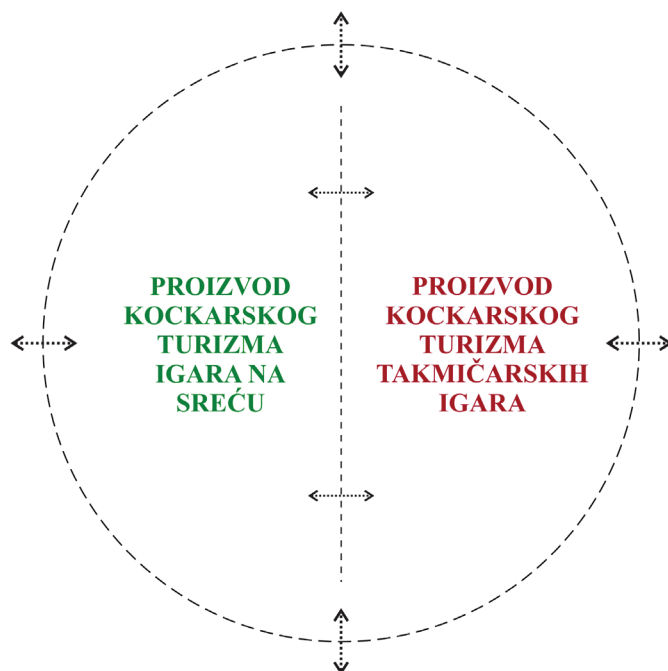 PROIZVOD
KOCKARSKOG
TURIZMA
IGARA NA
SREĆU
PROIZVOD
KOCKARSKOG
TURIZMA
TAKMIČARSKIH
IGARA